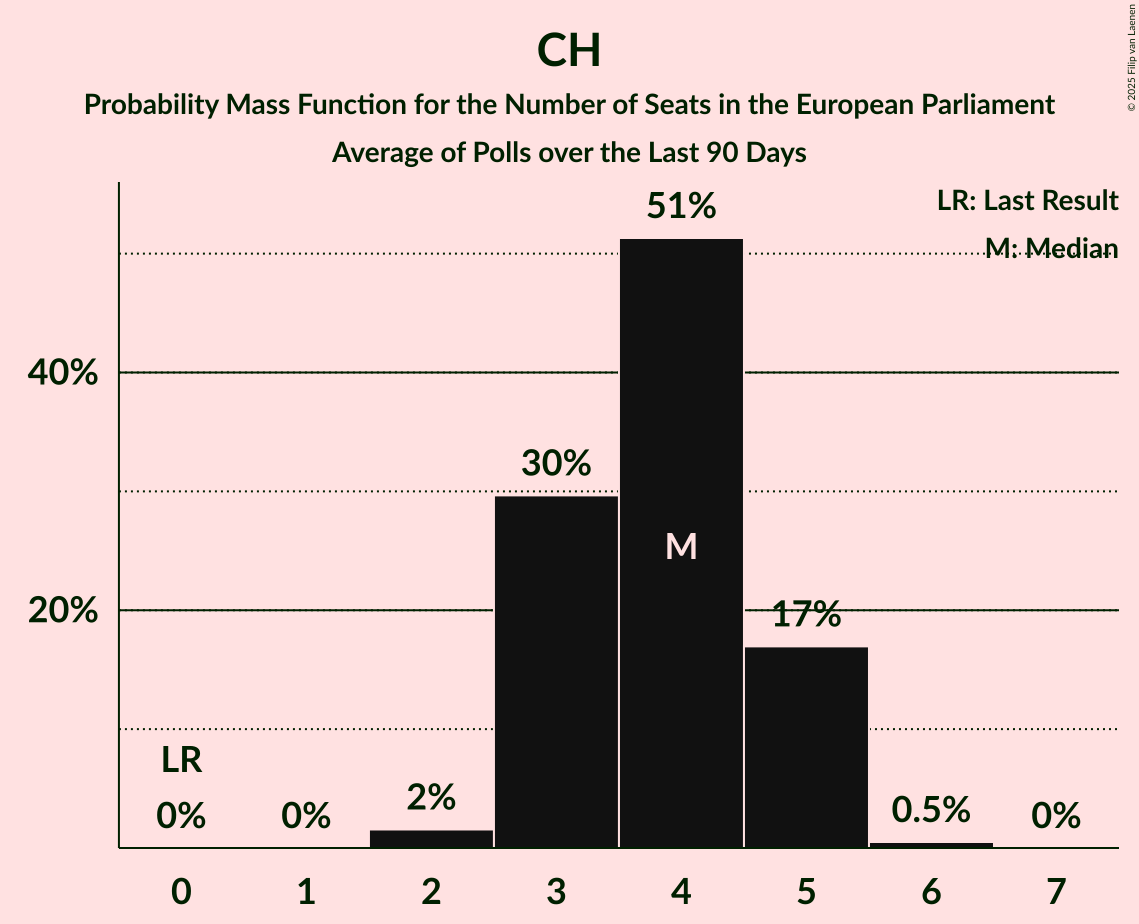 CH
Probability Mass Function for the Number of Seats in the European Parliament
Average of Polls over the Last 90 Days
© 2025 Filip van Laenen
LR: Last Result
M: Median
51%
40%
30%
M
20%
17%
LR
0%
0%
2%
0.5%
0%
0 1 2 3 4 5 6 7